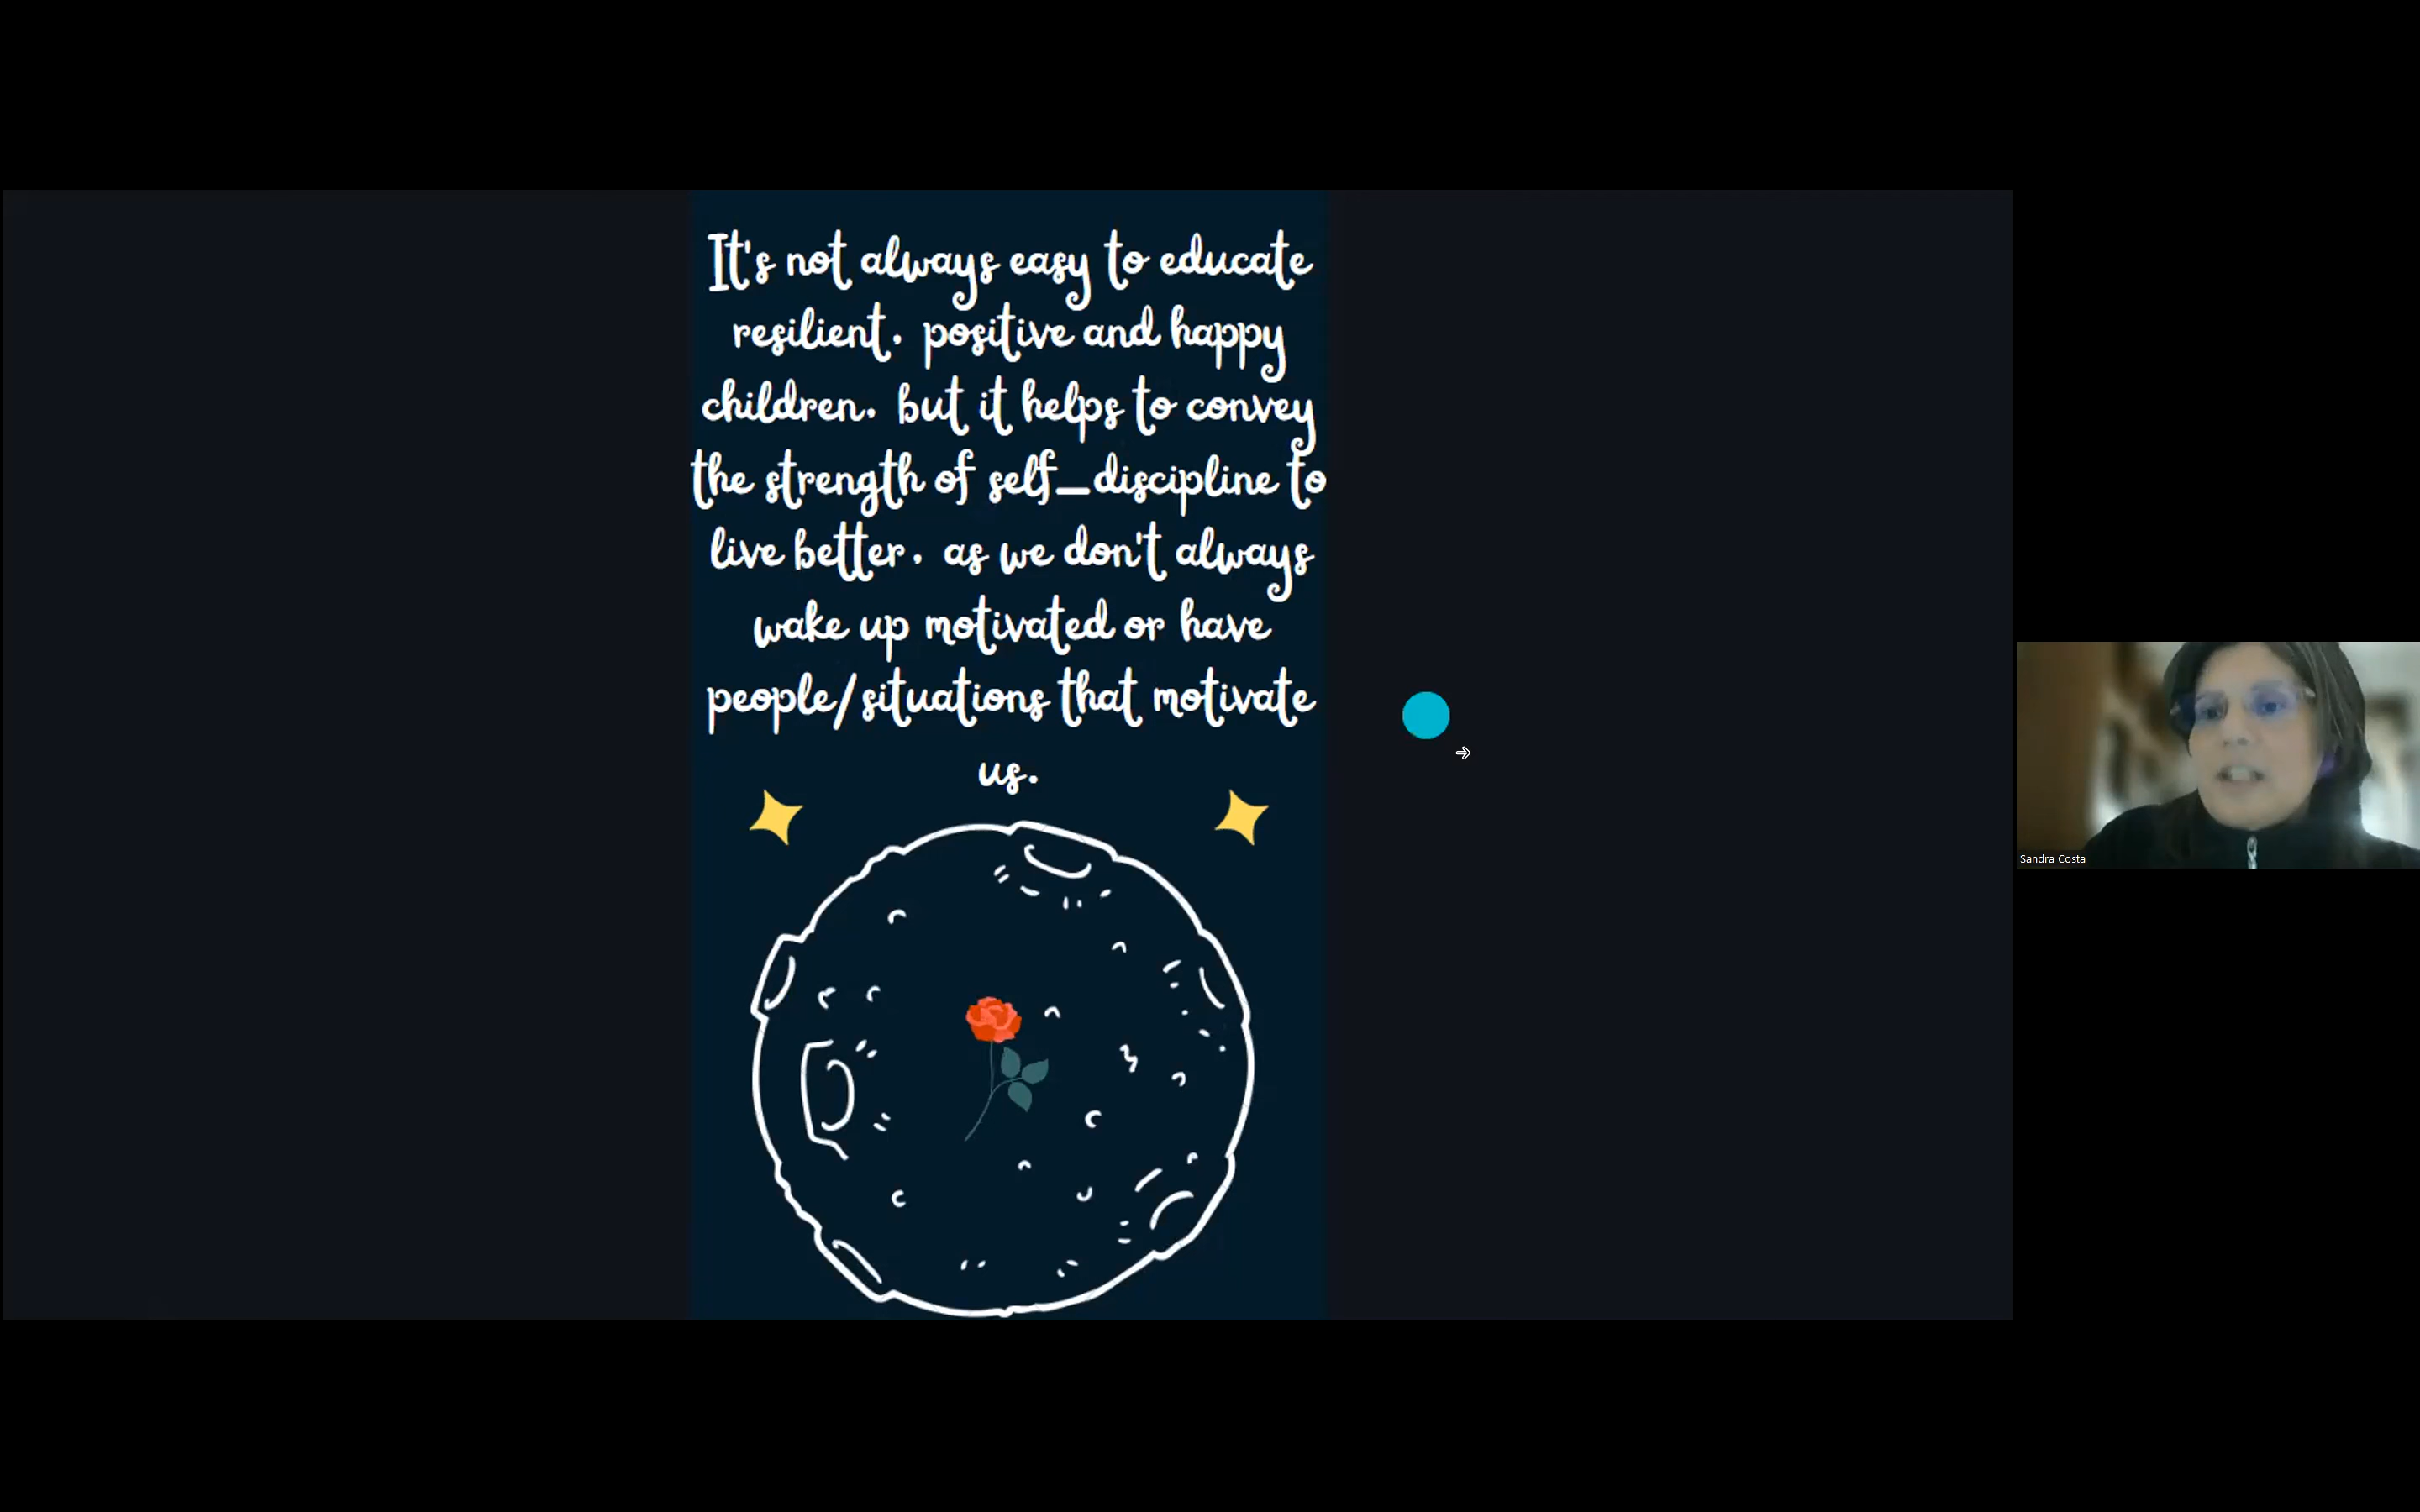 It's not always easy to educate
resilient, positive and happy
children, but it helps to convey
the strength of self_discipline to
live better, as we don't always
wake up motivated or have
people/situations that motivate
us.
Sandra Costa